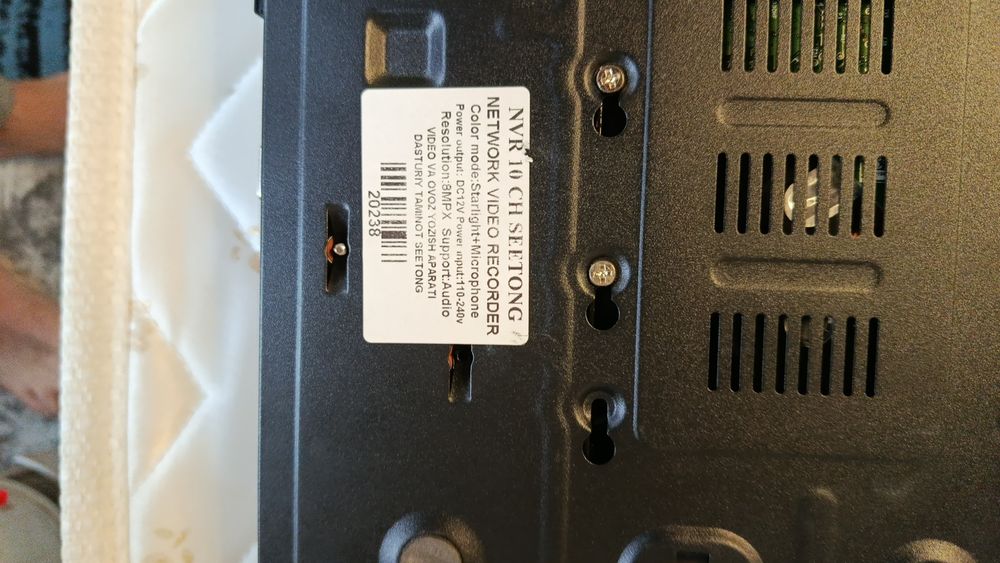 NVR 10 CH SEETONG
NETWORK VIDEO RECORDER
Color mode:Starlight+Microphone
Power output: DC12V Power input:110-240v
Resolution:8MPX Support:Audio
VIDEO VA OVOZ YOZISH APARATI
DASTURIY TAMINOT SEETONG
20238